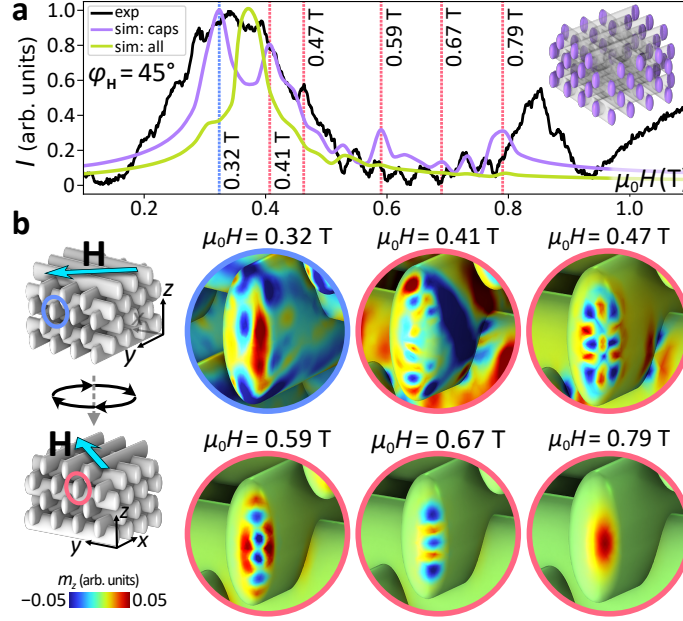 a
I (arb. units)
1.0
0.8
0.6
0.4
0.2
0
exp
sim: caps
sim: all
φH = 45°
0.32 T
0.41 T
0.47 T
0.59 T
0.67 T
0.79 T
0.2
0.4
0.6
0.8
1.0
μ0H (T)
b
H
z
x
y
H
z
y
x
mz (arb. units)
−0.05
0.05
μ0H = 0.32 T
μ0H = 0.41 T
μ0H = 0.47 T
μ0H = 0.59 T
μ0H = 0.67 T
μ0H = 0.79 T